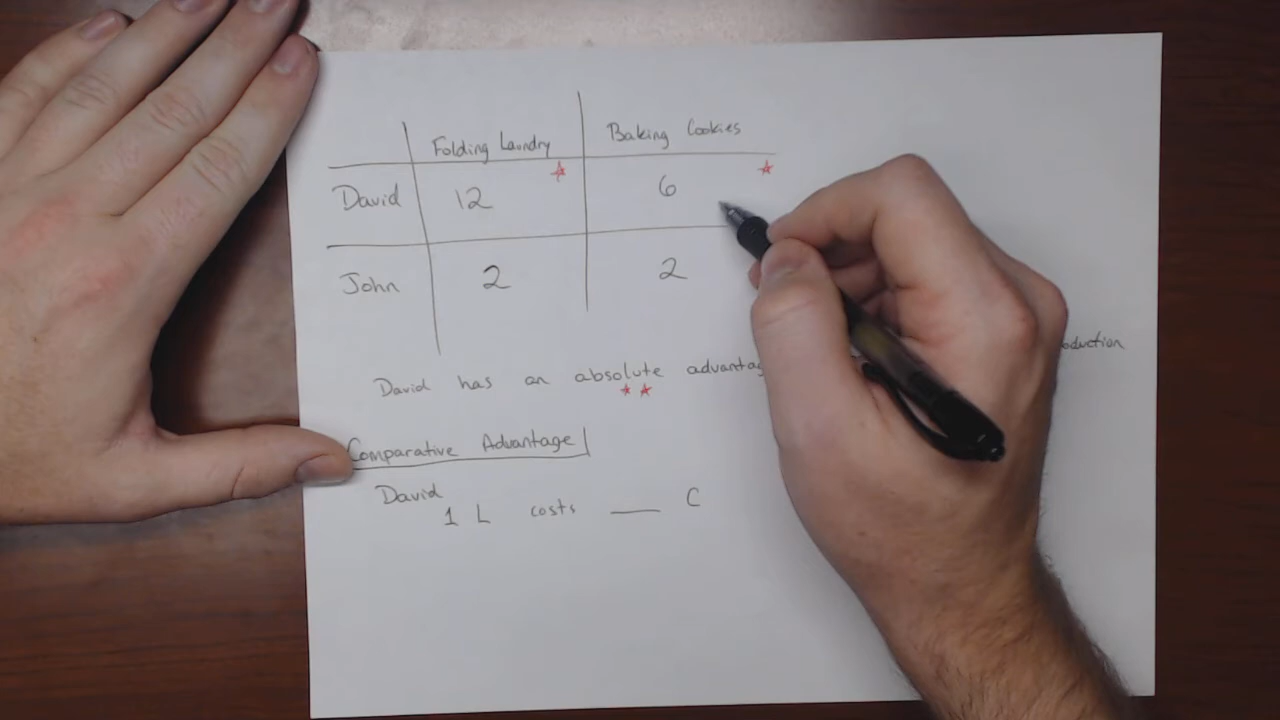 Folding Laundry Baking Cookies
David 12 6
John 2 2
David has an absolute
Comparative Advantage
David
1 L costs ___ C